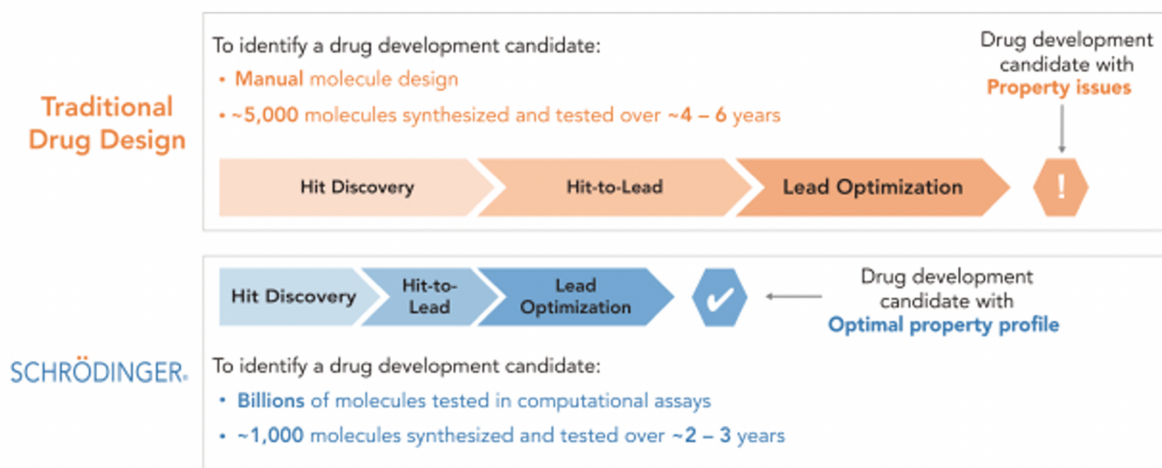 Traditional
Drug Design
To identify a drug development candidate:
• Manual molecule design
• ~5,000 molecules synthesized and tested over ~4 – 6 years
Drug development
candidate with
Property issues
Hit Discovery
Hit-to-Lead
Lead Optimization
!
Hit Discovery
Hit-to-
Lead
Lead
Optimization
Drug development
candidate with
Optimal property profile
SCHRÖDINGER®
To identify a drug development candidate:
• Billions of molecules tested in computational assays
• ~1,000 molecules synthesized and tested over ~2 – 3 years